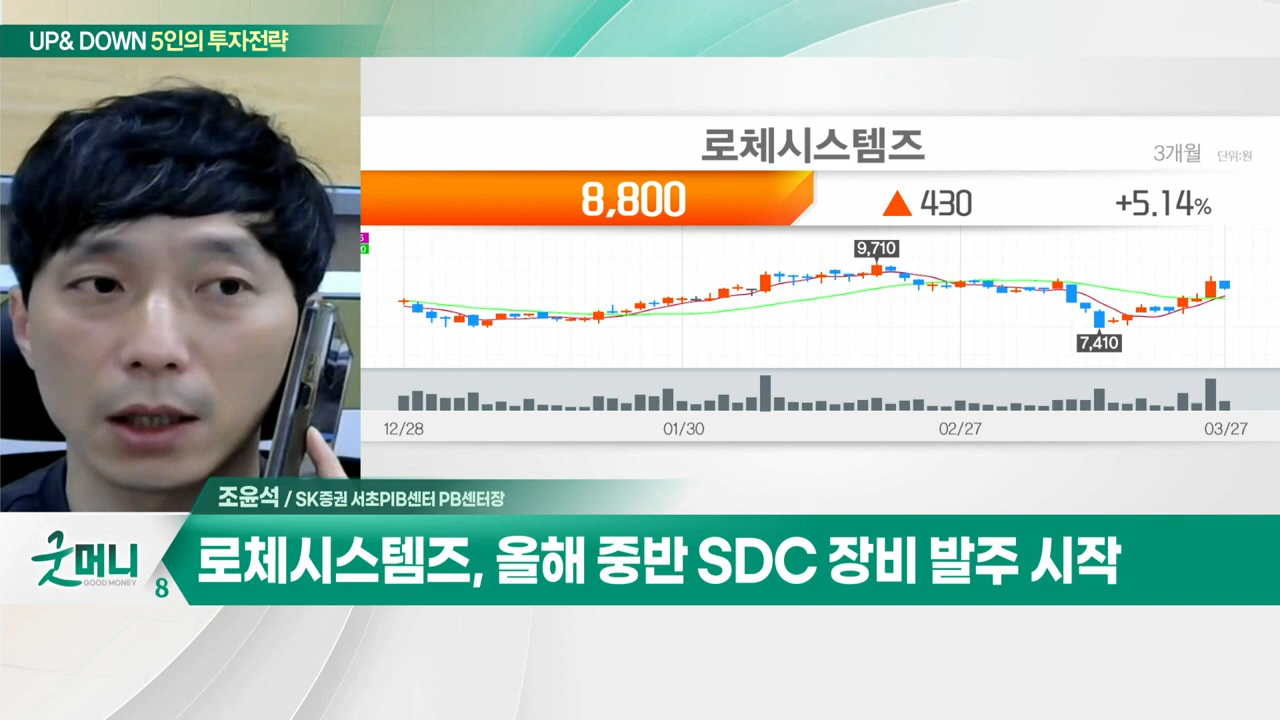 UP& DOWN 5인의 투자전략
로체시스템즈
3개월 단위:원
8,800 ▲ 430 +5.14%
9,710
7,410
12/28 01/30 02/27 03/27
조윤석 / SK증권 서초PIB센터 PB센터장
굿머니
GOOD MONEY
8
로체시스템즈, 올해 중반 SDC 장비 발주 시작